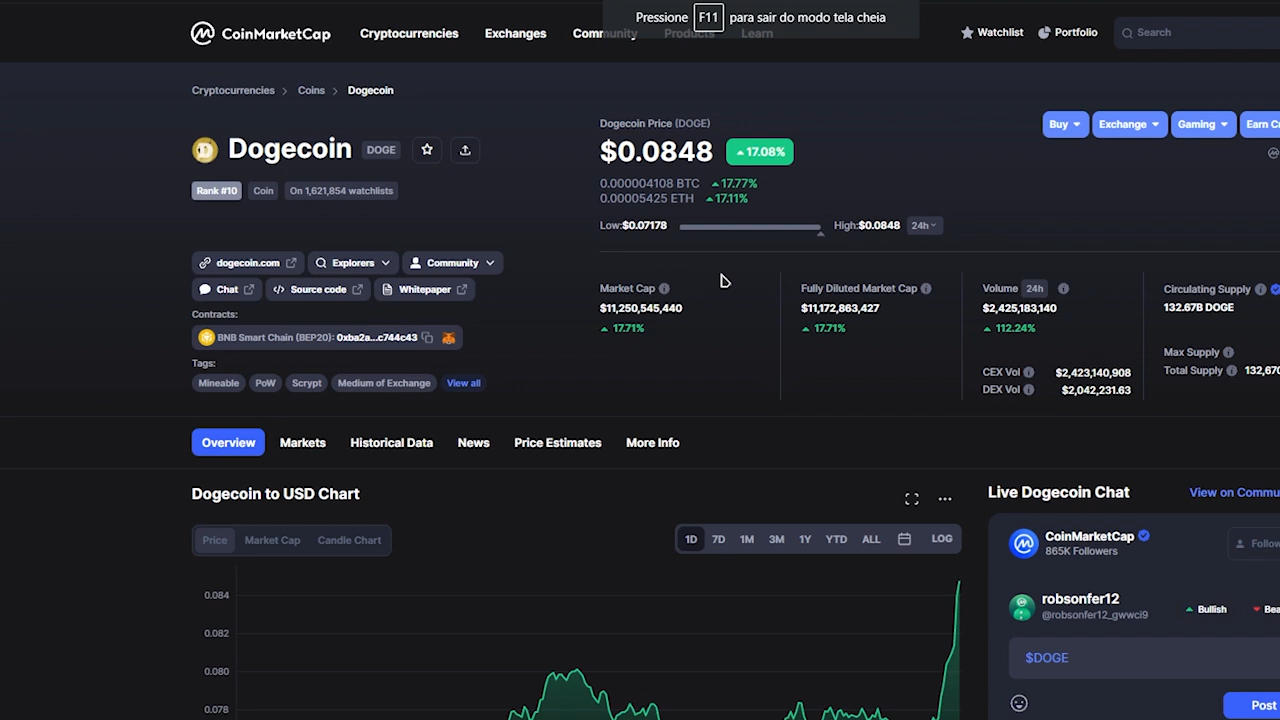 Pressione F11 para sair do modo tela cheia
CoinMarketCap Cryptocurrencies Exchanges Community Products Learn Watchlist Portfolio Search
Cryptocurrencies Coins Dogecoin
Dogecoin DOGE
Rank #10 Coin On 1,621,854 watchlists
dogecoin.com Explorers Community
Chat Source code Whitepaper
Contracts:
BNB Smart Chain (BEP20): 0xba2a...c744c43
Tags:
Mineable PoW Scrypt Medium of Exchange View all
Dogecoin Price (DOGE)
$0.0848 17.08%
0.000004108 BTC 17.77%
0.00005425 ETH 17.11%
Low:$0.07178 High:$0.0848 24h
Buy Exchange Gaming Earn
Market Cap
$11,250,545,440
17.71%
Fully Diluted Market Cap
$11,172,863,427
17.71%
Volume 24h
$2,425,183,140
112.24%
CEX Vol $2,423,140,908
DEX Vol $2,042,231.63
Circulating Supply
132.67B DOGE
Max Supply
Total Supply 132,670
Overview Markets Historical Data News Price Estimates More Info
Dogecoin to USD Chart
Price Market Cap Candle Chart
1D 7D 1M 3M 1Y YTD ALL LOG
0.084
0.082
0.080
0.078
Live Dogecoin Chat View on
CoinMarketCap
865K Followers
robsonfer12
@robsonfer12_gwwci9
Bullish
$DOGE
Post